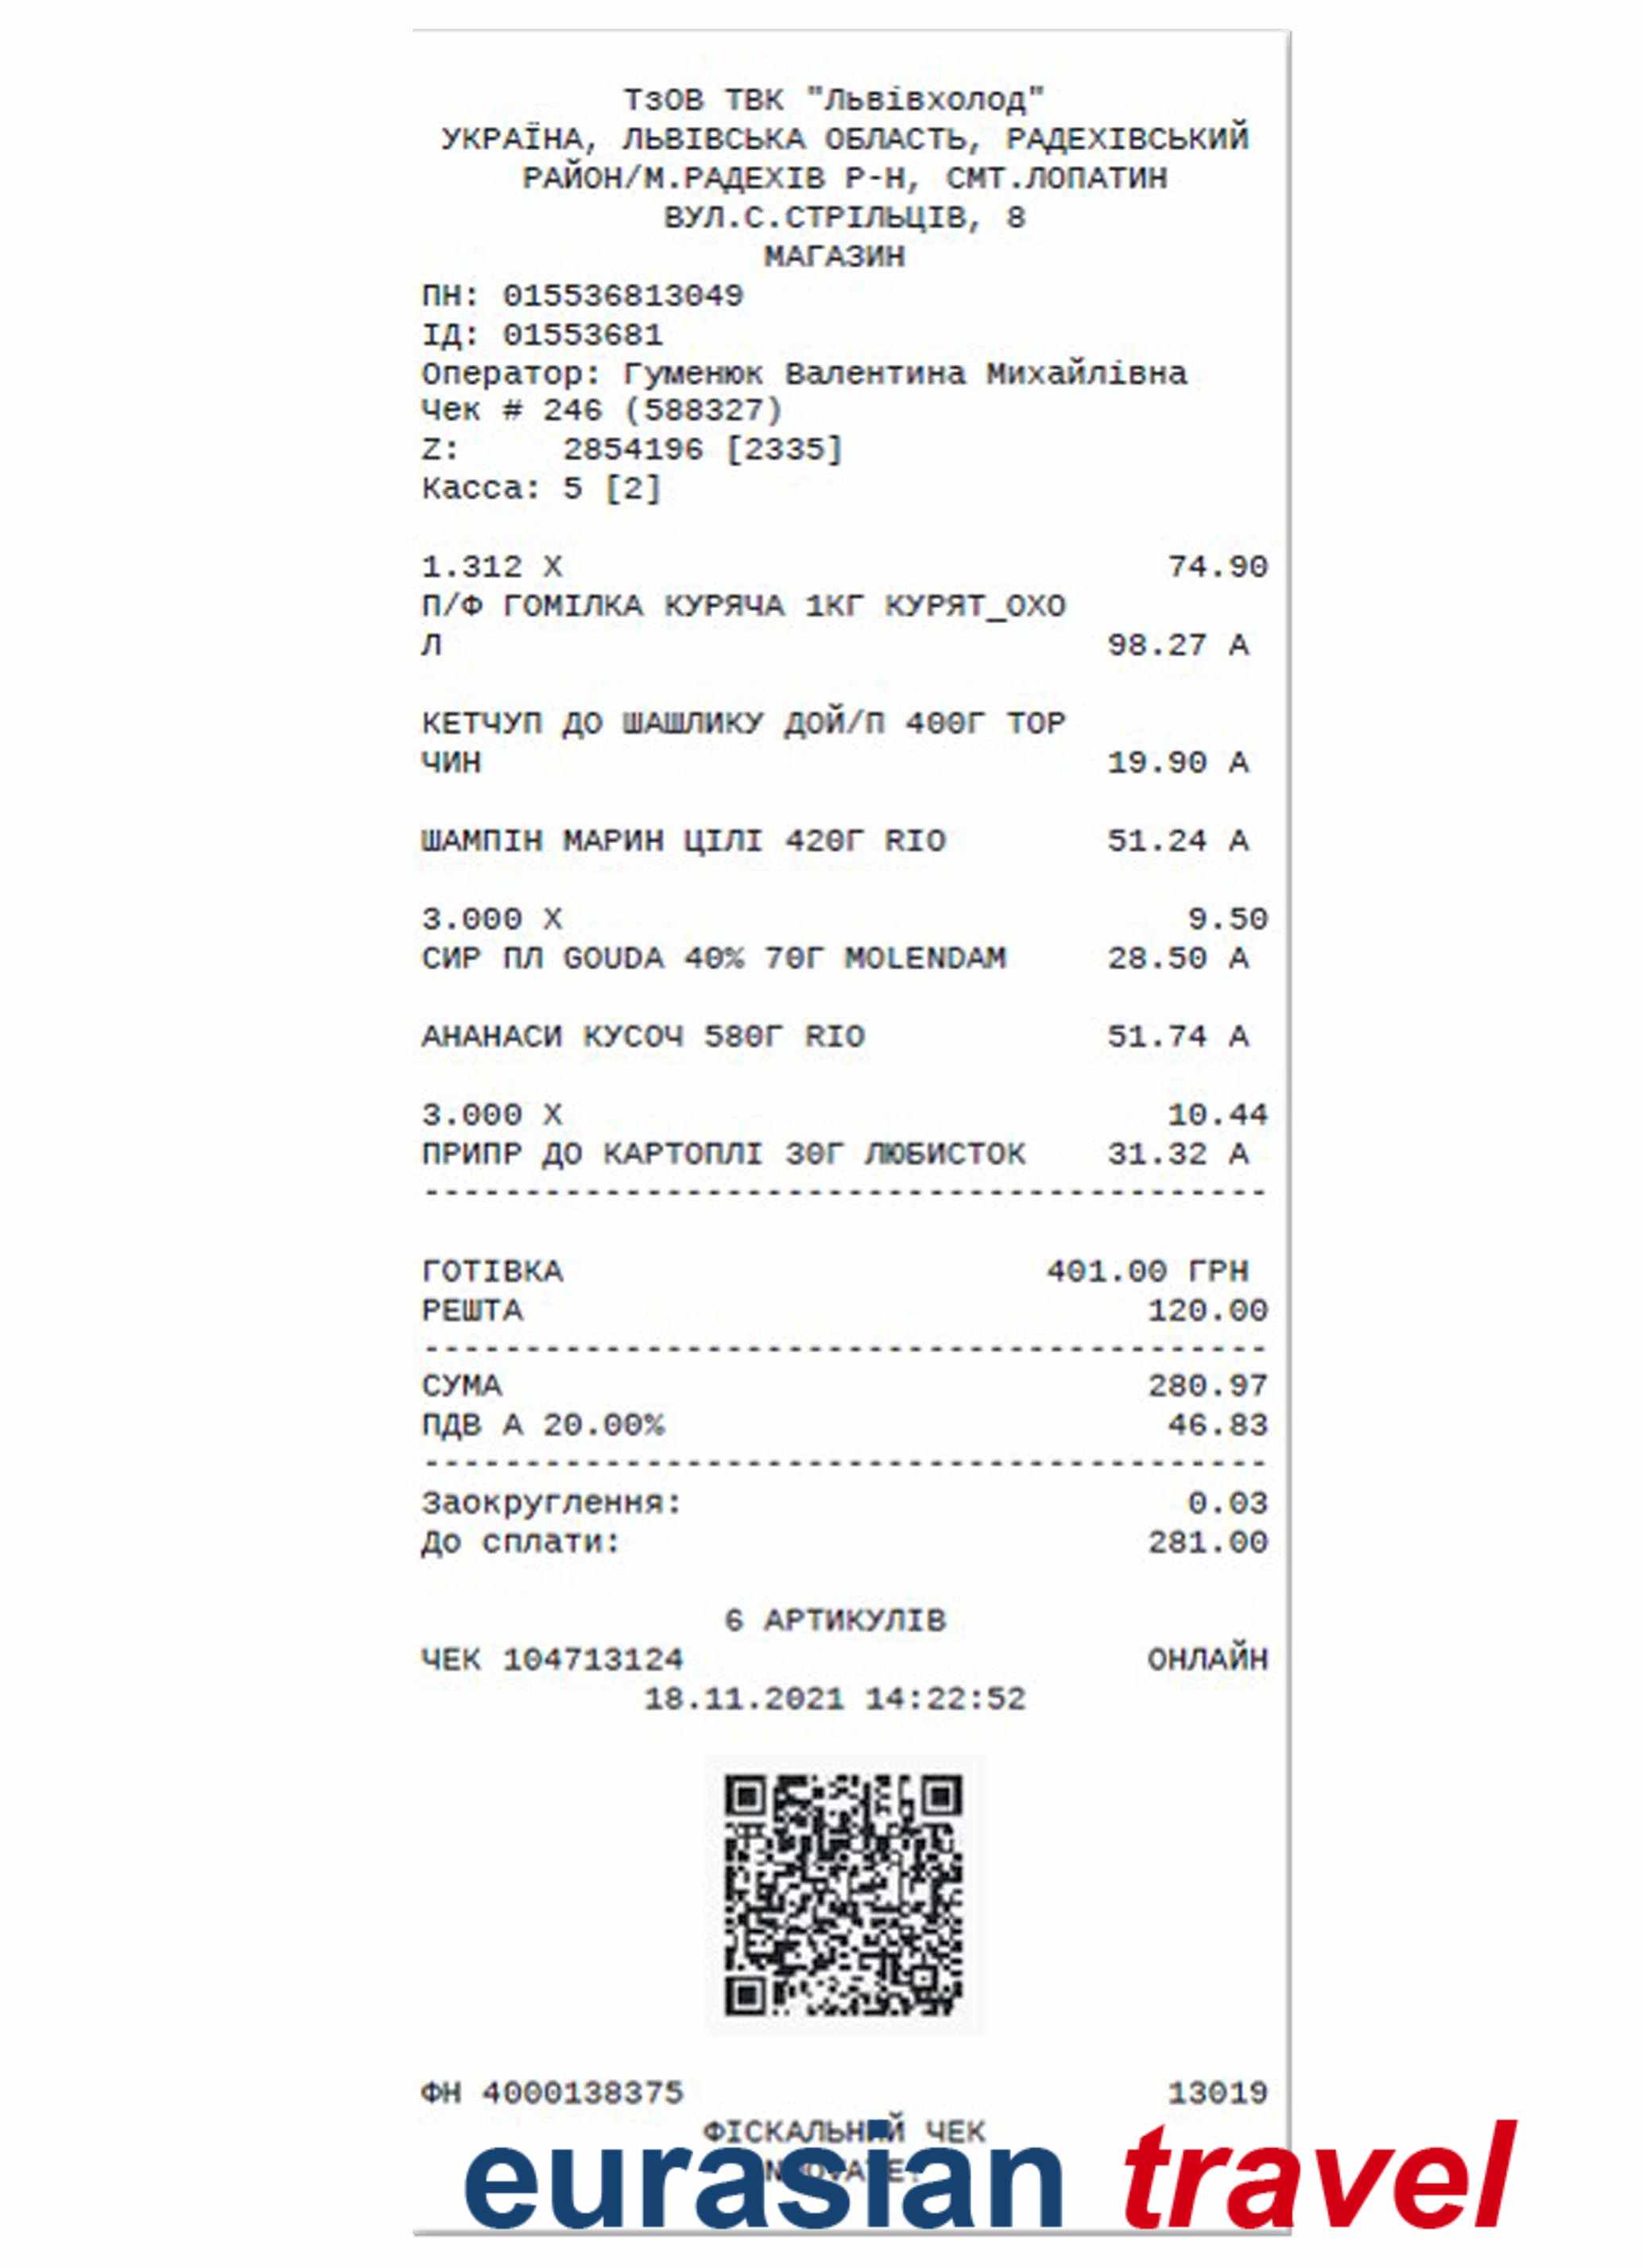 ТзОВ ТВК "Львівхолод"
УКРАЇНА, ЛЬВІВСЬКА ОБЛАСТЬ, РАДЕХІВСЬКИЙ
РАЙОН/М.РАДЕХІВ Р-Н, СМТ.ЛОПАТИН
ВУЛ.С.СТРІЛЬЦІВ, 8
МАГАЗИН
ПН: 015536813049
ІД: 01553681
Оператор: Гуменюк Валентина Михайлівна
Чек # 246 (588327)
Z: 2854196 [2335]
Касса: 5 [2]
1.312 X 74.90
П/Ф ГОМІЛКА КУРЯЧА 1КГ КУРЯТ_ОХО
Л 98.27 А
КЕТЧУП ДО ШАШЛИКУ ДОЙ/П 400Г ТОР
ЧИН 19.90 А
ШАМПІН МАРИН ЦІЛІ 420Г RIO 51.24 А
3.000 X 9.50
СИР ПЛ GOUDA 40% 70Г MOLENDAM 28.50 А
АНАНАСИ КУСОЧ 580Г RIO 51.74 А
3.000 X 10.44
ПРИПР ДО КАРТОПЛІ 30Г ЛЮБИСТОК 31.32 А
------------------------------------------
ГОТІВКА 401.00 ГРН
РЕШТА 120.00
------------------------------------------
СУМА 280.97
ПДВ А 20.00% 46.83
------------------------------------------
Заокруглення: 0.03
До сплати: 281.00
6 АРТИКУЛІВ
ЧЕК 104713124 ОНЛАЙН
18.11.2021 14:22:52
ФН 4000138375 13019
ФІСКАЛЬНИЙ ЧЕК
eurasian travel